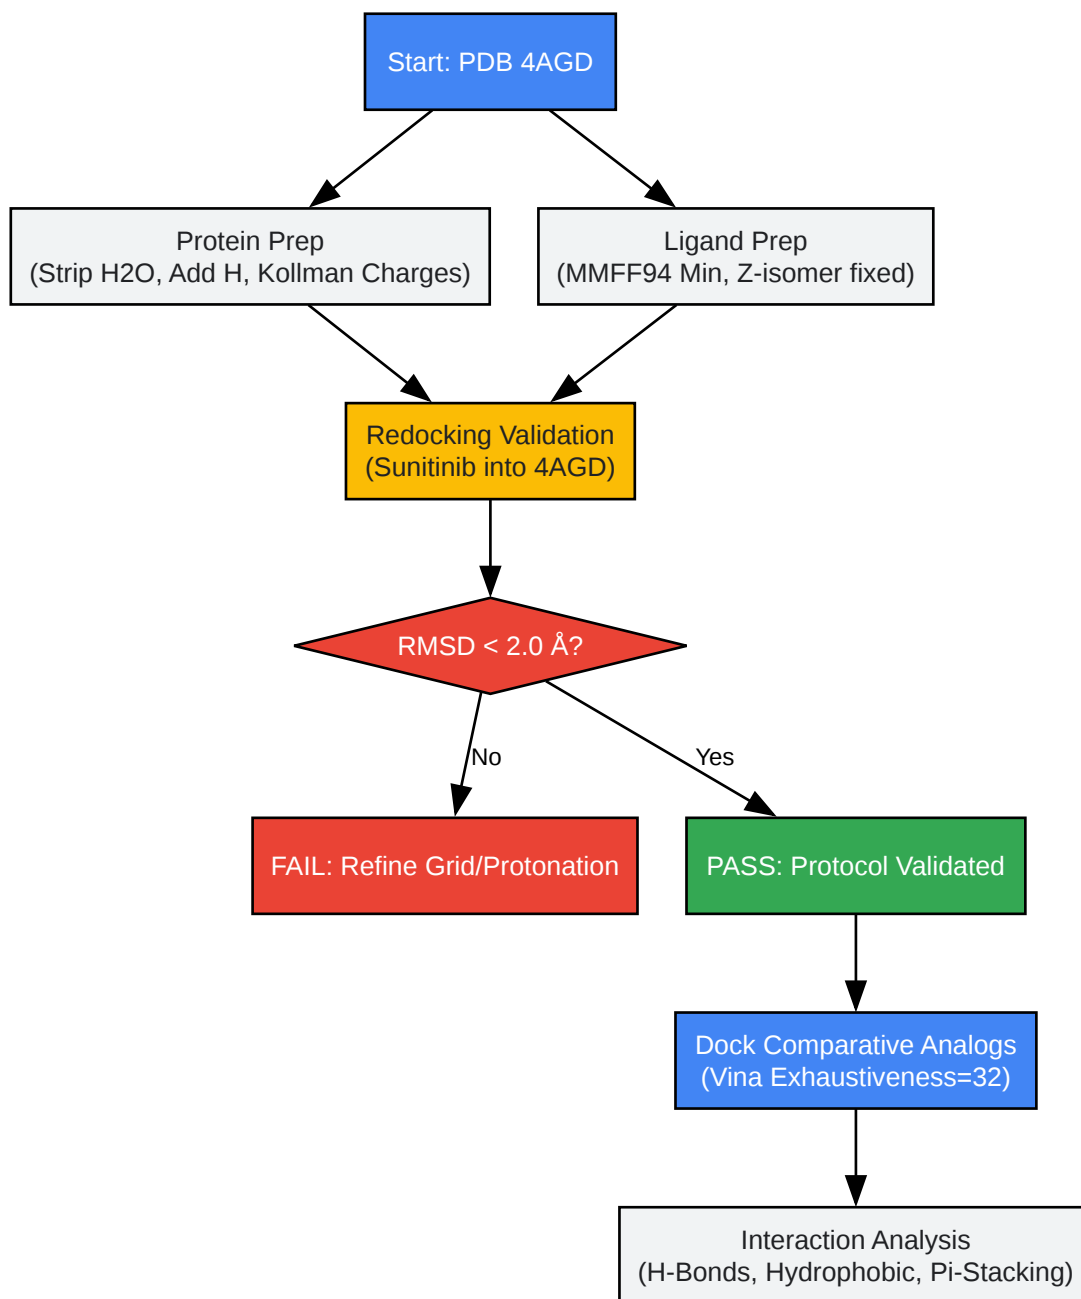 Start: PDB 4AGD
Protein Prep
(Strip H2O, Add H, Kollman Charges)
Ligand Prep
(MMFF94 Min, Z-isomer fixed)
Redocking Validation
(Sunitinib into 4AGD)
RMSD < 2.0 Å?
No
Yes
FAIL: Refine Grid/Protonation
PASS: Protocol Validated
Dock Comparative Analogs
(Vina Exhaustiveness=32)
Interaction Analysis
(H-Bonds, Hydrophobic, Pi-Stacking)